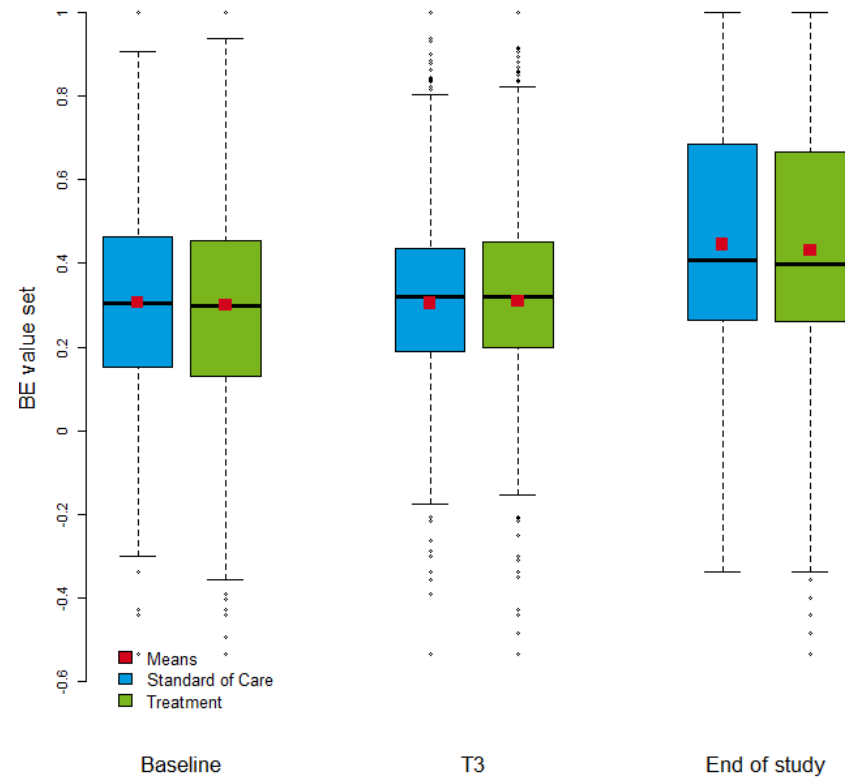 1
0.8
0.6
0.4
0.2
0
-0.2
-0.4
-0.6
BE value set
Means
Standard of Care
Treatment
Baseline T3 End of study